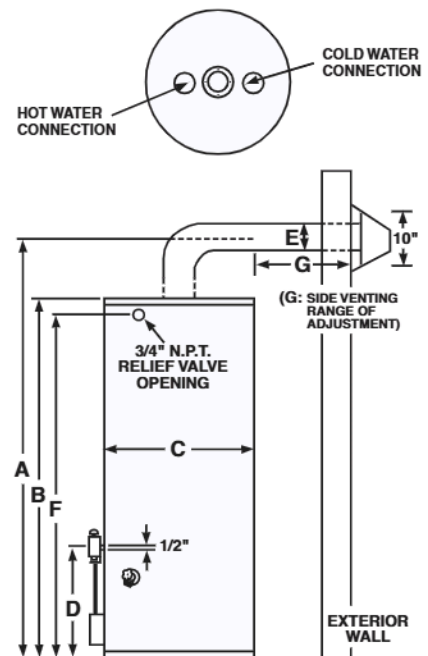 COLD WATER
CONNECTION
HOT WATER
CONNECTION
E
10"
G
(G: SIDE VENTING
RANGE OF
ADJUSTMENT)
3/4" N.P.T.
RELIEF VALVE
OPENING
A
B
F
C
1/2"
D
EXTERIOR
WALL